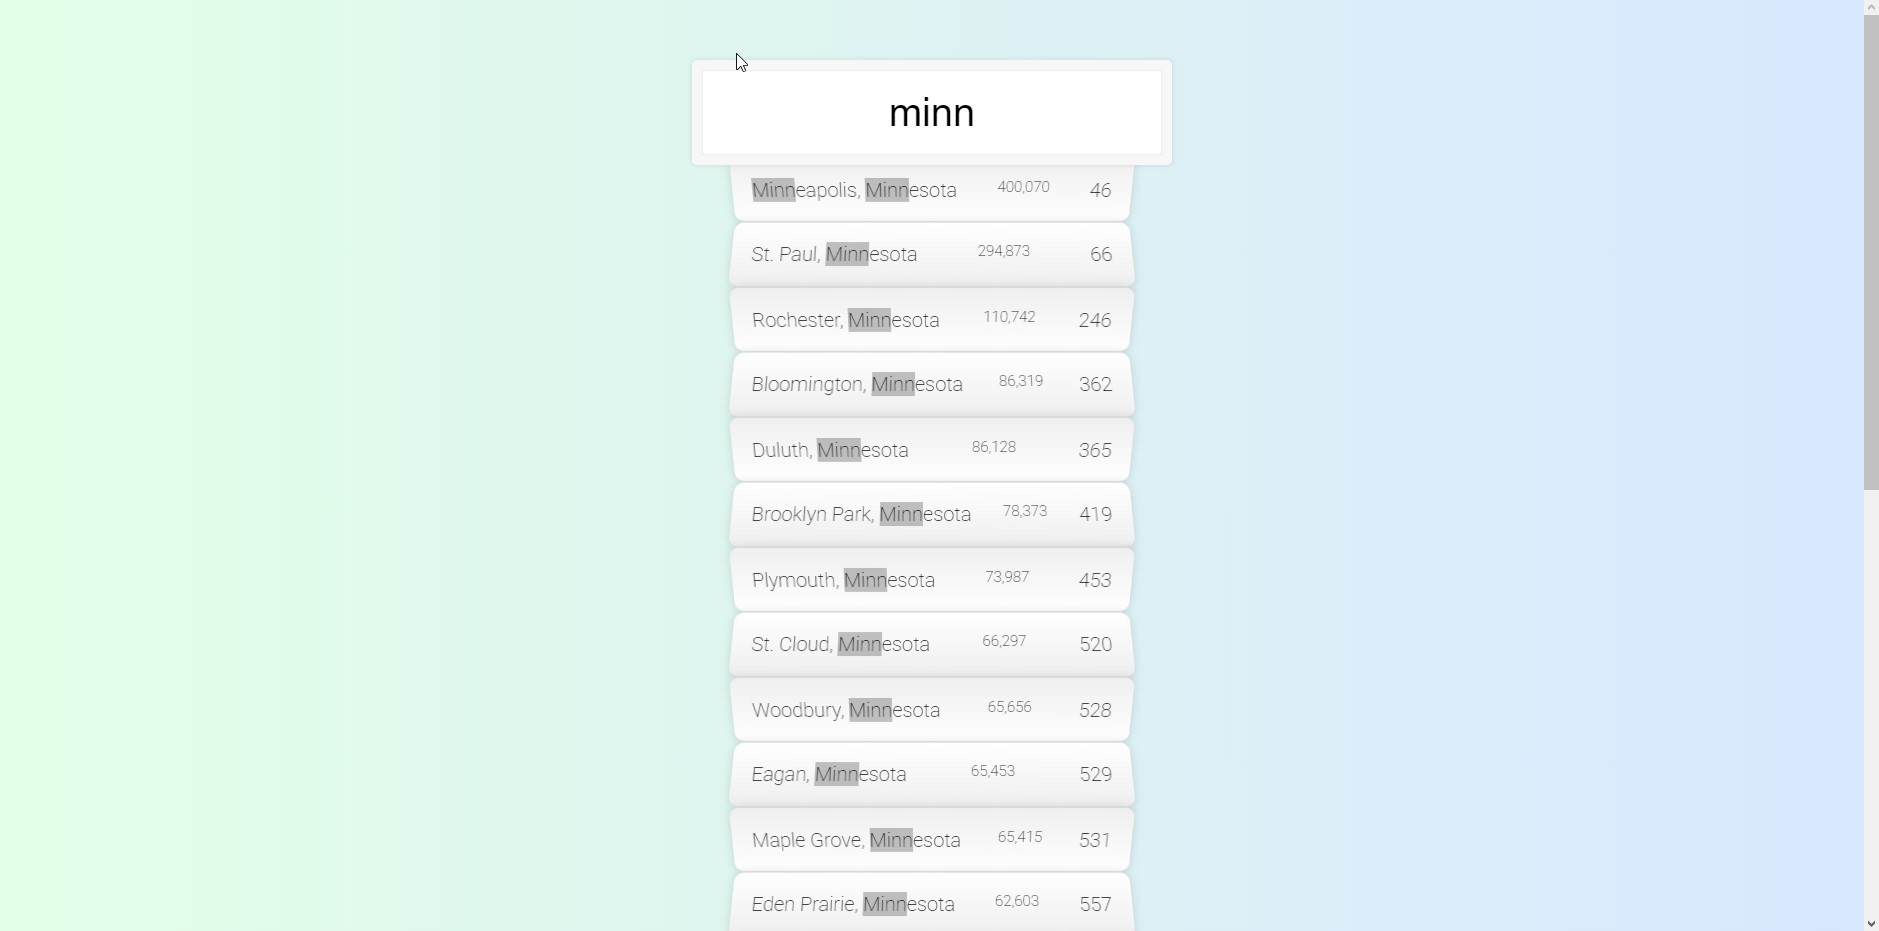 minn
Minneapolis, Minnesota 400,070 46
St. Paul, Minnesota 294,873 66
Rochester, Minnesota 110,742 246
Bloomington, Minnesota 86,319 362
Duluth, Minnesota 86,128 365
Brooklyn Park, Minnesota 78,373 419
Plymouth, Minnesota 73,987 453
St. Cloud, Minnesota 66,297 520
Woodbury, Minnesota 65,656 528
Eagan, Minnesota 65,453 529
Maple Grove, Minnesota 65,415 531
Eden Prairie, Minnesota 62,603 557